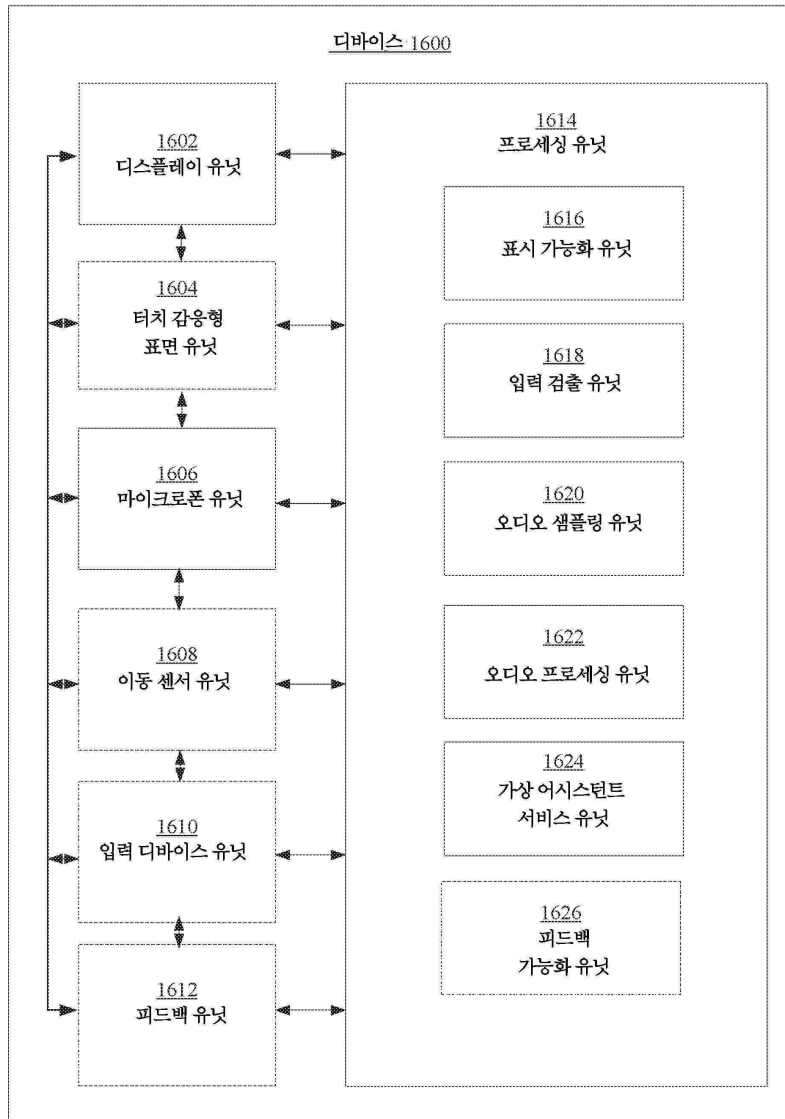 디바이스 1600
1602
디스플레이 유닛
1604
터치 감응형
표면 유닛
1606
마이크로폰 유닛
1608
이동 센서 유닛
1610
입력 디바이스 유닛
1612
피드백 유닛
1614
프로세싱 유닛
1616
표시 가능화 유닛
1618
입력 검출 유닛
1620
오디오 샘플링 유닛
1622
오디오 프로세싱 유닛
1624
가상 어시스턴트
서비스 유닛
1626
피드백
가능화 유닛